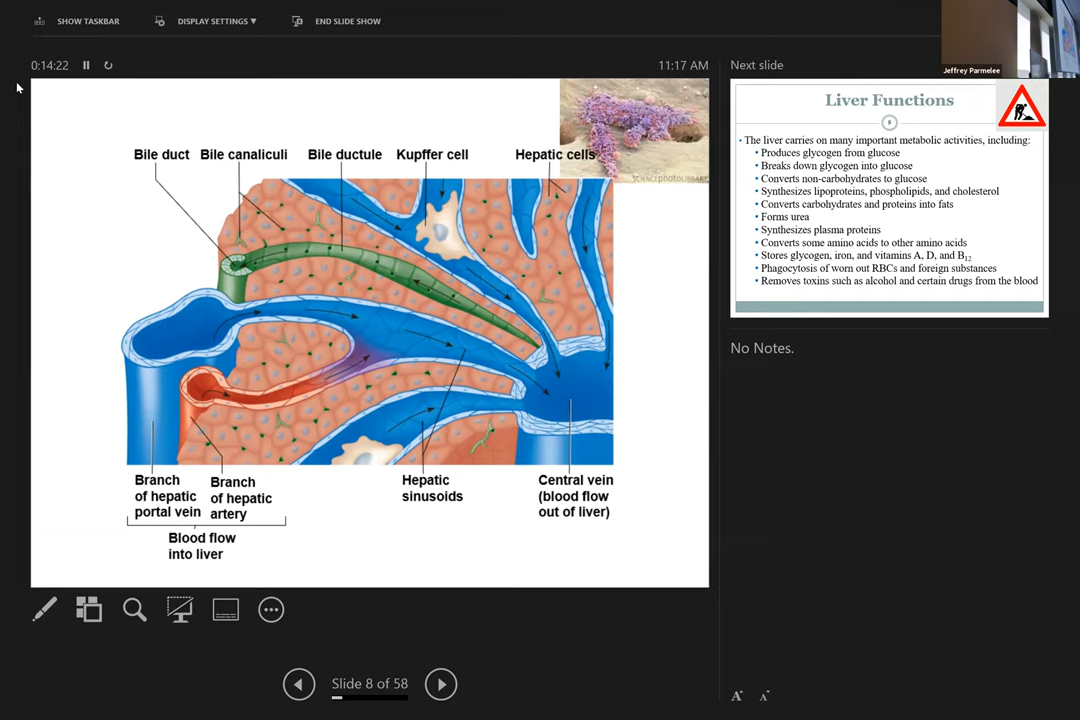 SHOW TASKBAR
DISPLAY SETTINGS ▼
END SLIDE SHOW
Jeffrey Parmelee
0:14:22
11:17 AM
Next slide
SCIENCEPHOTOLIBRARY
Bile duct
Bile canaliculi
Bile ductule
Kupffer cell
Hepatic cells
Branch
of hepatic
portal vein
Branch
of hepatic
artery
Blood flow
into liver
Hepatic
sinusoids
Central vein
(blood flow
out of liver)
Liver Functions
9
• The liver carries on many important metabolic activities, including:
• Produces glycogen from glucose
• Breaks down glycogen into glucose
• Converts non-carbohydrates to glucose
• Synthesizes lipoproteins, phospholipids, and cholesterol
• Converts carbohydrates and proteins into fats
• Forms urea
• Synthesizes plasma proteins
• Converts some amino acids to other amino acids
• Stores glycogen, iron, and vitamins A, D, and B12
• Phagocytosis of worn out RBCs and foreign substances
• Removes toxins such as alcohol and certain drugs from the blood
No Notes.
Slide 8 of 58
A A